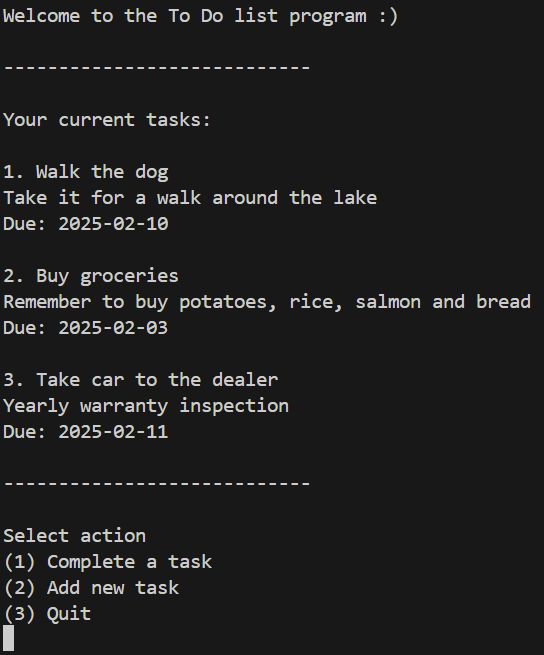 Welcome to the To Do list program :)
----------------------------
Your current tasks:
1. Walk the dog
Take it for a walk around the lake
Due: 2025-02-10
2. Buy groceries
Remember to buy potatoes, rice, salmon and bread
Due: 2025-02-03
3. Take car to the dealer
Yearly warranty inspection
Due: 2025-02-11
----------------------------
Select action
(1) Complete a task
(2) Add new task
(3) Quit